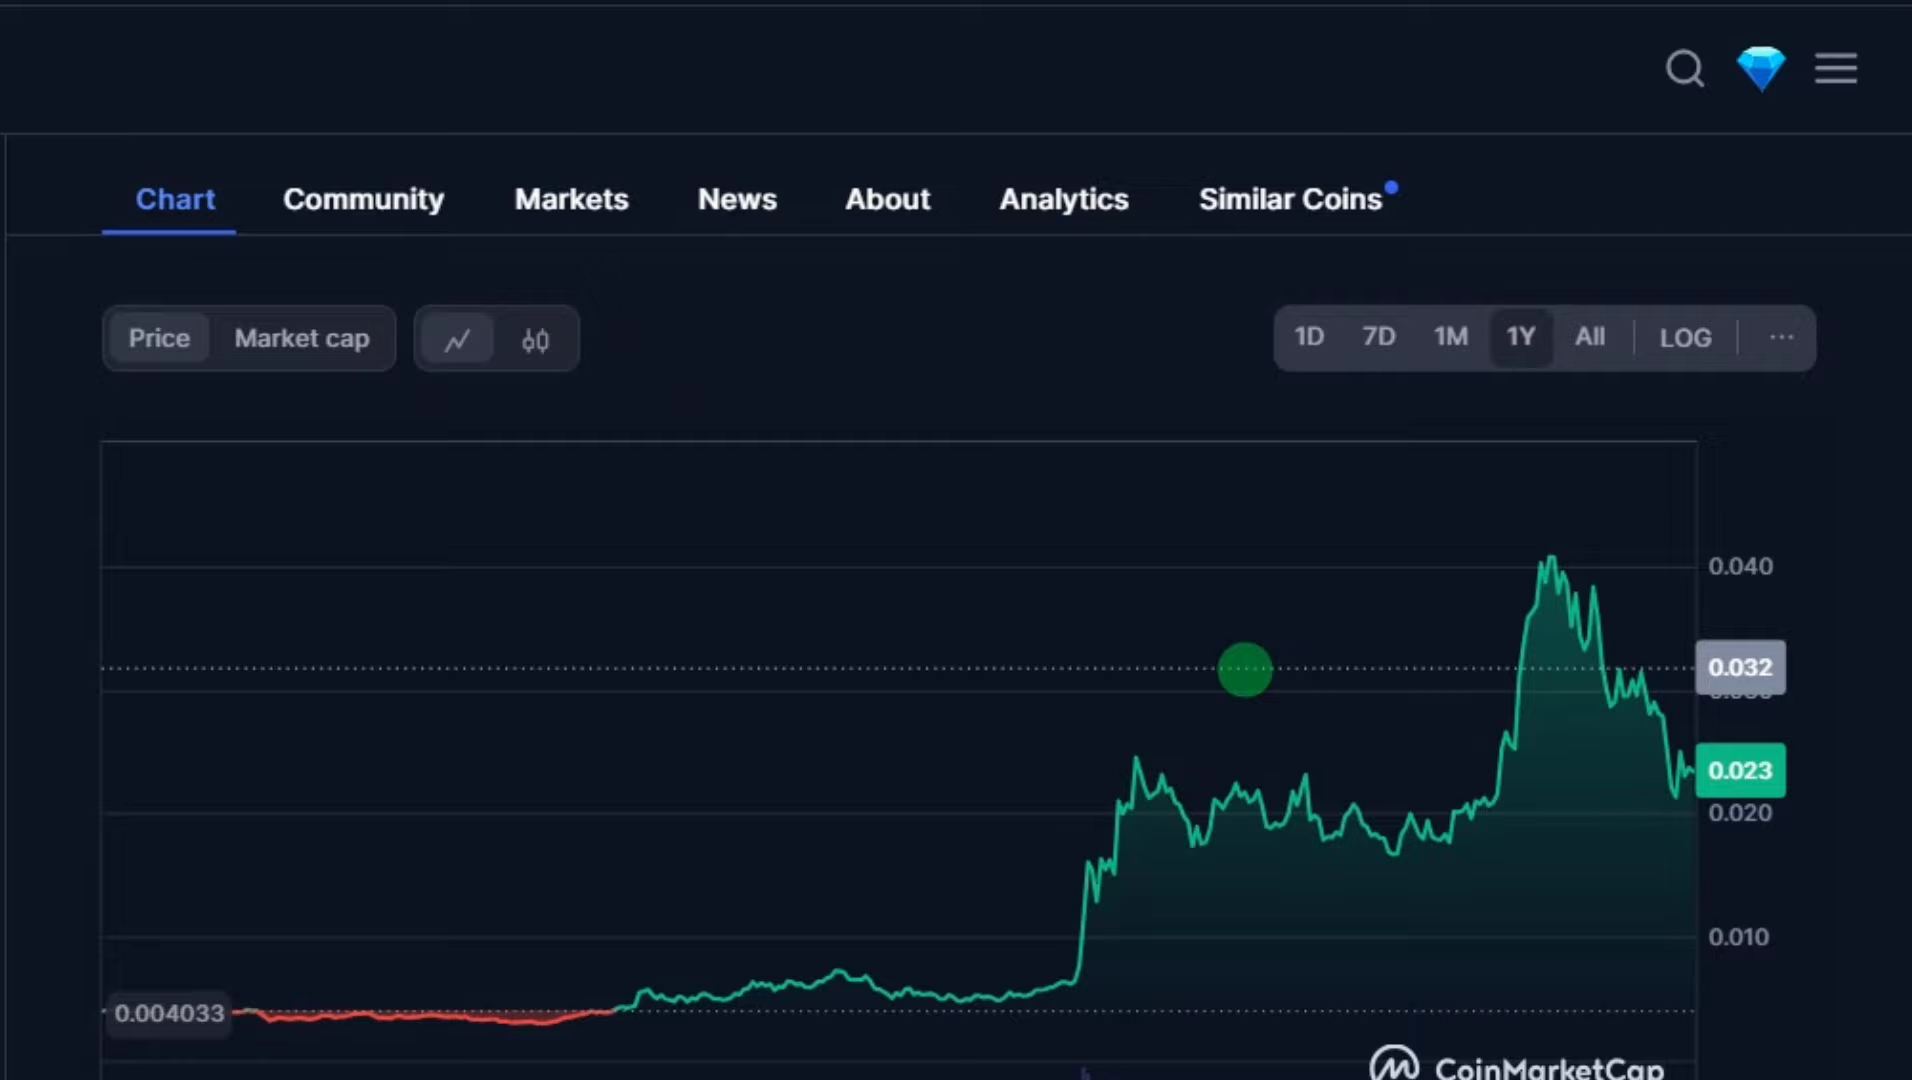 Chart Community Markets News About Analytics Similar Coins
Price Market cap 1D 7D 1M 1Y All LOG ...
0.040
0.032
0.023
0.020
0.010
0.004033
CoinMarketCap